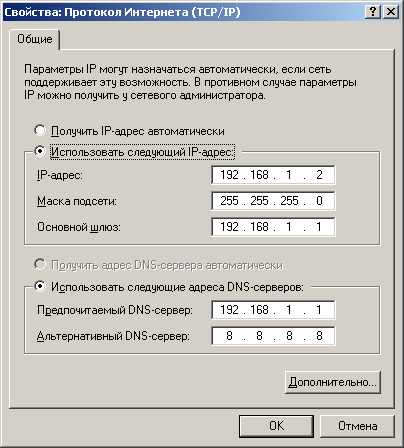 Свойства: Протокол Интернета (TCP/IP)
Общие
Параметры IP могут назначаться автоматически, если сеть
поддерживает эту возможность. В противном случае параметры
IP можно получить у сетевого администратора.
Получить IP-адрес автоматически
Использовать следующий IP-адрес:
IP-адрес: 192 . 168 . 1 . 2
Маска подсети: 255 . 255 . 255 . 0
Основной шлюз: 192 . 168 . 1 . 1
Получить адрес DNS-сервера автоматически
Использовать следующие адреса DNS-серверов:
Предпочитаемый DNS-сервер: 192 . 168 . 1 . 1
Альтернативный DNS-сервер: 8 . 8 . 8 . 8
Дополнительно...
OK Отмена